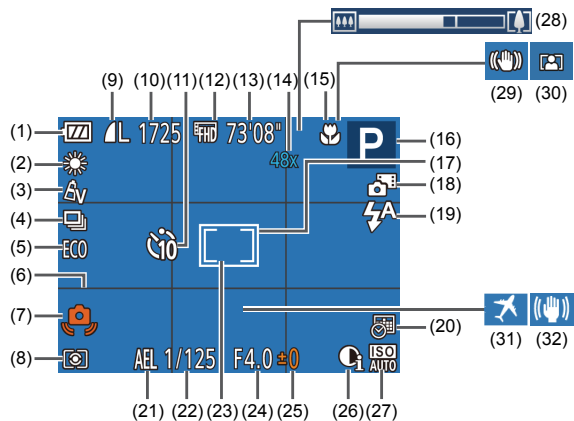 (28)
(9) (10) (11) (12) (13) (14) (15)
(29) (30)
(1) L 1725 FHD 73'08" P (16)
48x (17)
(2)
(3) v (18)
(4) A (19)
(5) ECO 10
(6)
(7) (20)
(31) (32)
(8) AEL 1/125 F4.0 ±0 i ISO AUTO
(21) (22) (23) (24) (25) (26) (27)